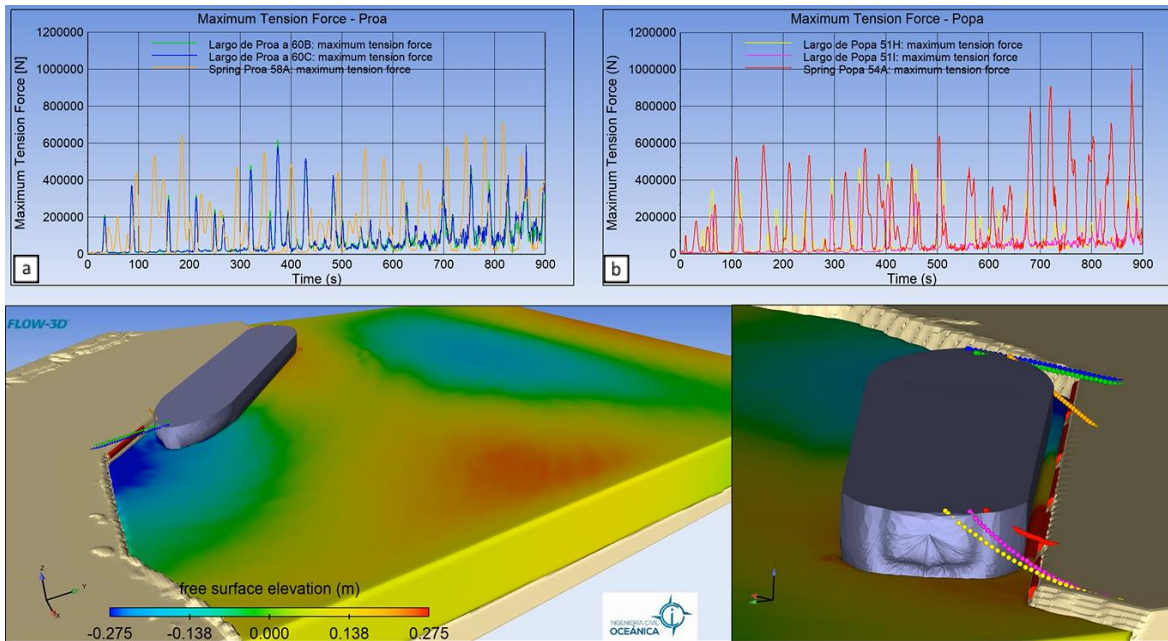 Maximum Tension Force - Proa
Largo de Proa a 60B: maximum tension force
Largo de Proa a 60C: maximum tension force
Spring Proa 58A: maximum tension force
Maximum Tension Force [N]
1200000
1000000
800000
600000
400000
200000
0
0 100 200 300 400 500 600 700 800 900
Time (s)
a
Maximum Tension Force - Popa
Largo de Popa 51H: maximum tension force
Largo de Popa 51I: maximum tension force
Spring Popa 54A: maximum tension force
Maximum Tension Force (N)
1200000
1000000
800000
600000
400000
200000
0
0 100 200 300 400 500 600 700 800 900
Time (s)
b
FLOW-3D
z
y
x
free surface elevation (m)
-0.275 -0.138 0.000 0.138 0.275
INGENIERÍA CIVIL
OCEÁNICA